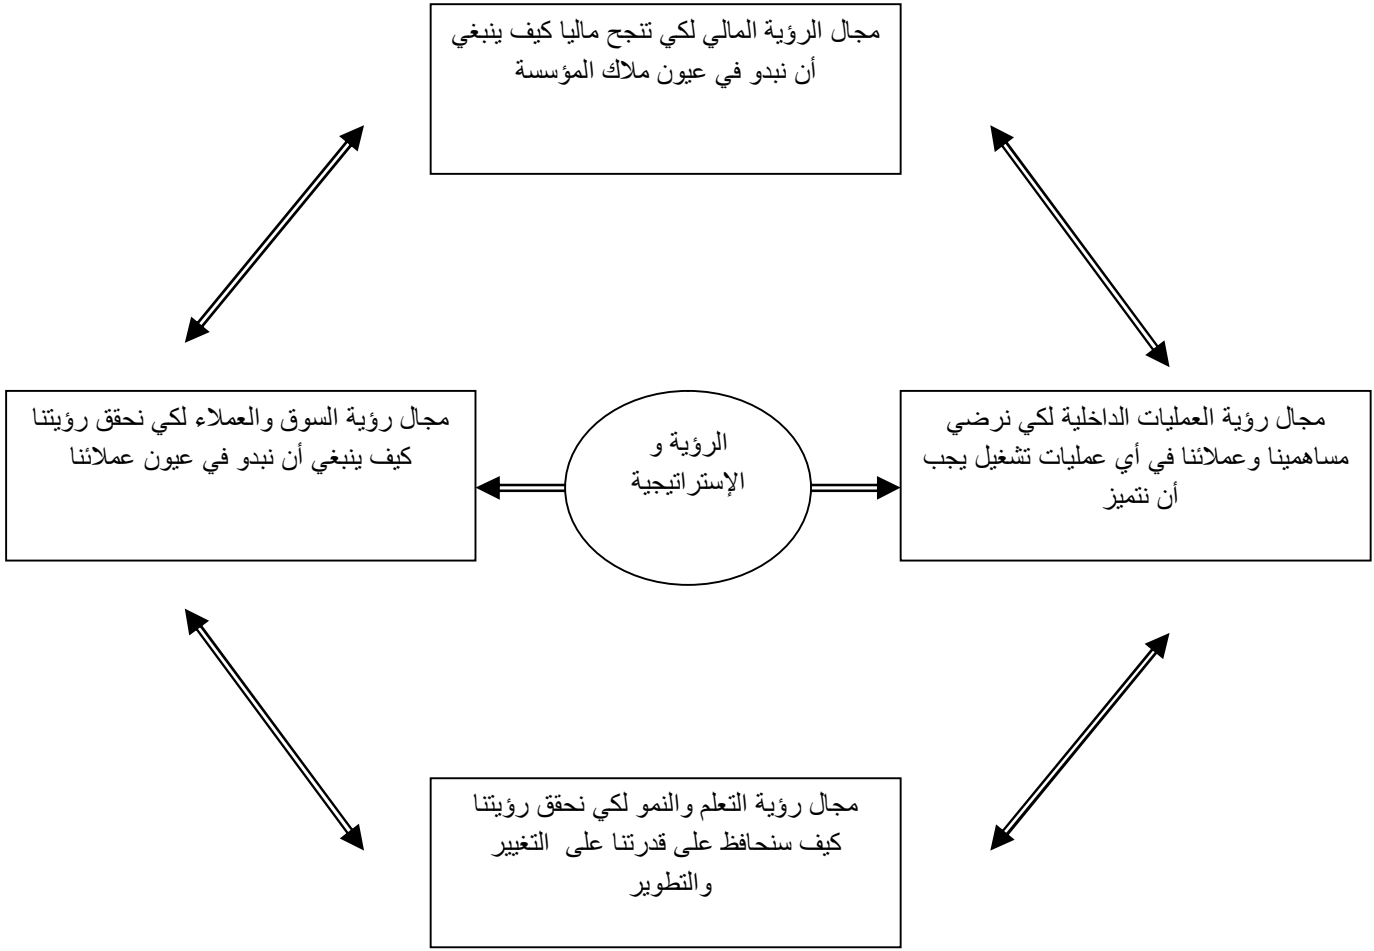 مجال الرؤية المالي لكي تنجح ماليا كيف ينبغي
أن نبدو في عيون ملاك المؤسسة
مجال رؤية العمليات الداخلية لكي نرضي
مساهمينا وعملائنا في أي عمليات تشغيل يجب
أن نتميز
الرؤية و
الإستراتيجية
مجال رؤية السوق والعملاء لكي نحقق رؤيتنا
كيف ينبغي أن نبدو في عيون عملائنا
مجال رؤية التعلم والنمو لكي نحقق رؤيتنا
كيف سنحافظ على قدرتنا على التغيير
والتطوير